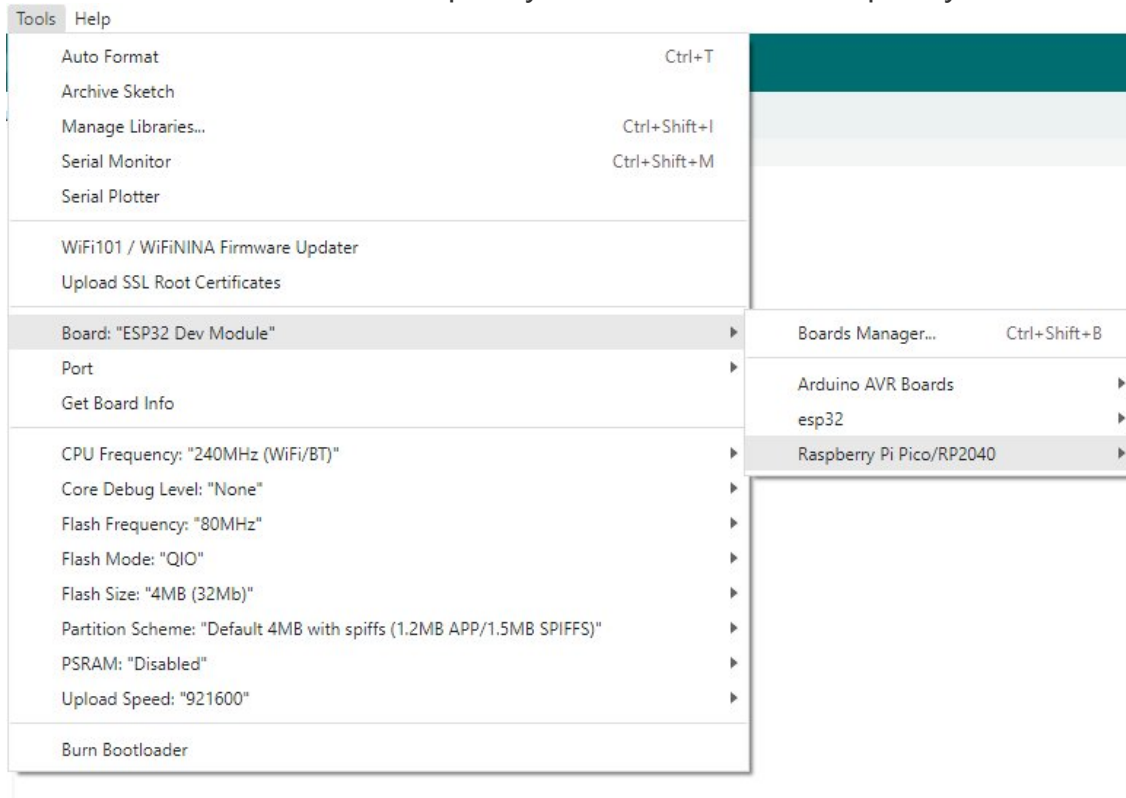 Tools Help
Auto Format Ctrl+T
Archive Sketch
Manage Libraries... Ctrl+Shift+I
Serial Monitor Ctrl+Shift+M
Serial Plotter
WiFi101 / WiFiNINA Firmware Updater
Upload SSL Root Certificates
Board: "ESP32 Dev Module"
Port
Get Board Info
CPU Frequency: "240MHz (WiFi/BT)"
Core Debug Level: "None"
Flash Frequency: "80MHz"
Flash Mode: "QIO"
Flash Size: "4MB (32Mb)"
Partition Scheme: "Default 4MB with spiffs (1.2MB APP/1.5MB SPIFFS)"
PSRAM: "Disabled"
Upload Speed: "921600"
Burn Bootloader
Boards Manager... Ctrl+Shift+B
Arduino AVR Boards
esp32
Raspberry Pi Pico/RP2040